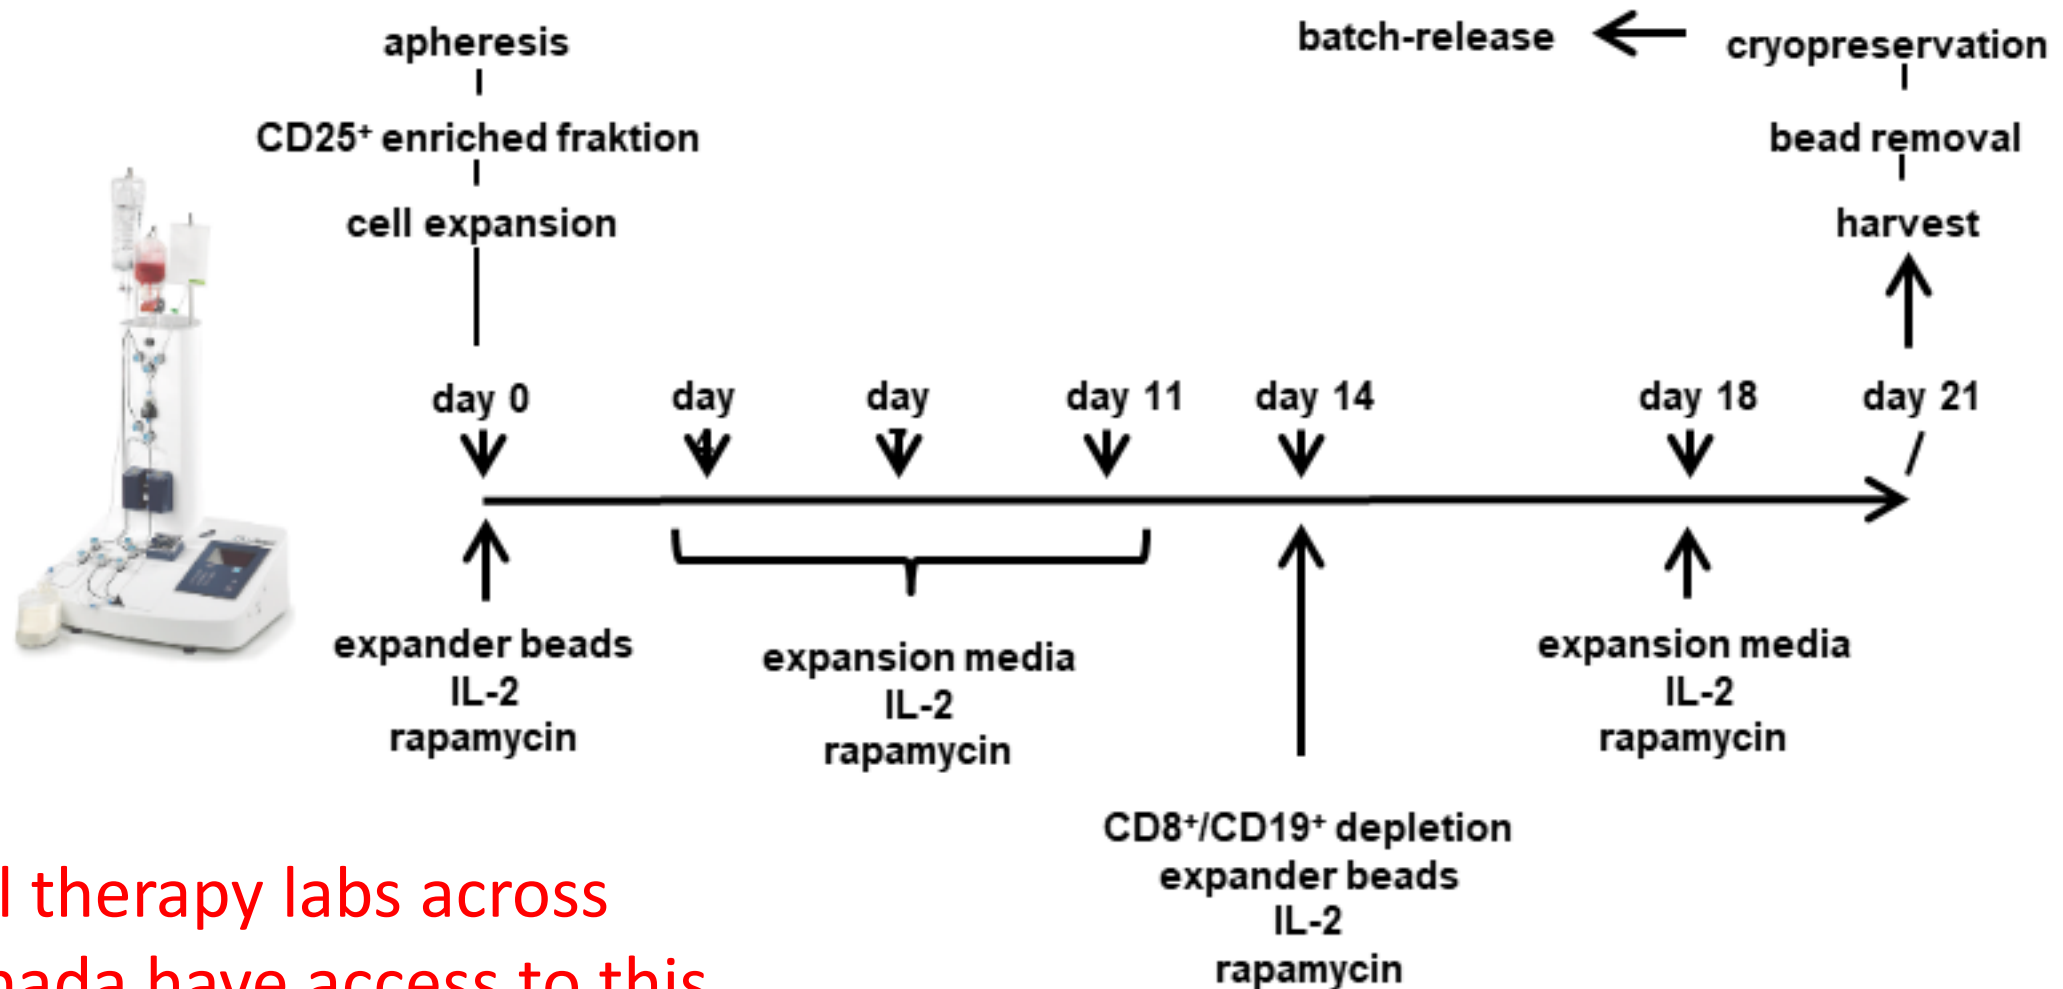 apheresis
CD25⁺ enriched fraktion
cell expansion
batch-release
cryopreservation
bead removal
harvest
day 0
day
day
day 11
day 14
day 18
day 21
expander beads
IL-2
rapamycin
expansion media
IL-2
rapamycin
CD8⁺/CD19⁺ depletion
expander beads
IL-2
rapamycin
expansion media
IL-2
rapamycin
l therapy labs across
nada have access to this